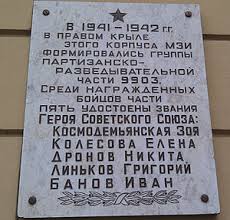 В 1941-1942 гг.
в правом крыле
этого корпуса МЭИ
формировались группы
партизанско-
разведывательной
части 9903.
Среди награжденных
бойцов части
пять удостоены звания
Героя Советского Союза:
Космодемьянская Зоя
Колесова Елена
Дронов Никита
Линьков Григорий
Банов Иван